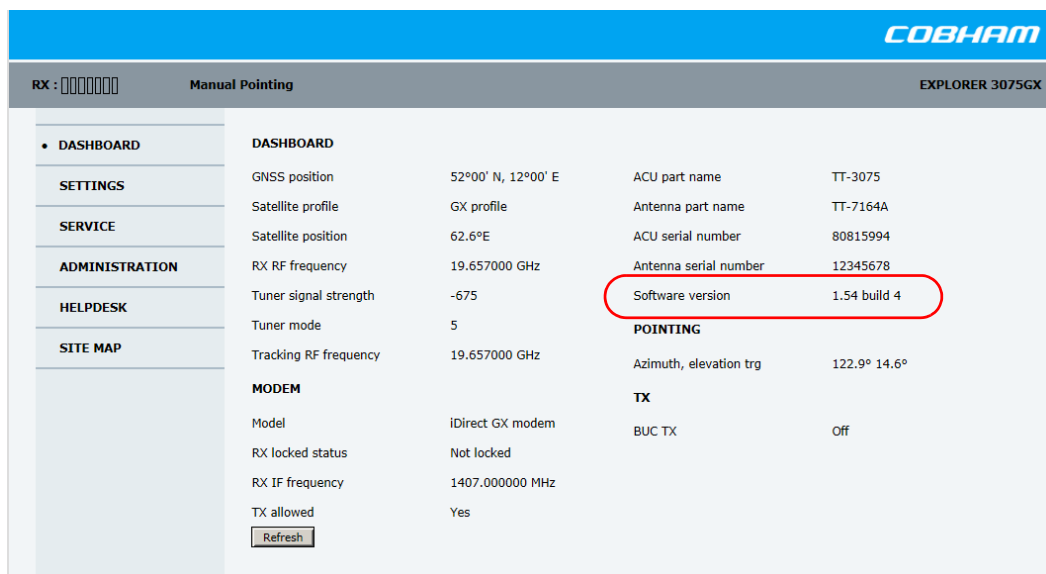 COBHAM
RX : Manual Pointing EXPLORER 3075GX
• DASHBOARD
SETTINGS
SERVICE
ADMINISTRATION
HELPDESK
SITE MAP
DASHBOARD
GNSS position 52°00' N, 12°00' E
Satellite profile GX profile
Satellite position 62.6°E
RX RF frequency 19.657000 GHz
Tuner signal strength -675
Tuner mode 5
Tracking RF frequency 19.657000 GHz
MODEM
Model iDirect GX modem
RX locked status Not locked
RX IF frequency 1407.000000 MHz
TX allowed Yes
Refresh
ACU part name TT-3075
Antenna part name TT-7164A
ACU serial number 80815994
Antenna serial number 12345678
Software version 1.54 build 4
POINTING
Azimuth, elevation trg 122.9° 14.6°
TX
BUC TX Off